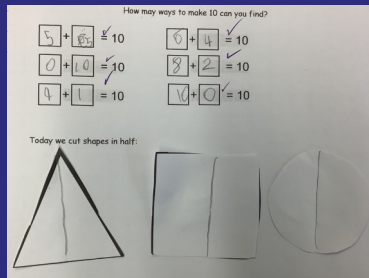 How may ways to make 10 can you find?
5 + 5 = 10
6 + 4 = 10
0 + 10 = 10
8 + 2 = 10
9 + 1 = 10
10 + 0 = 10
Today we cut shapes in half: